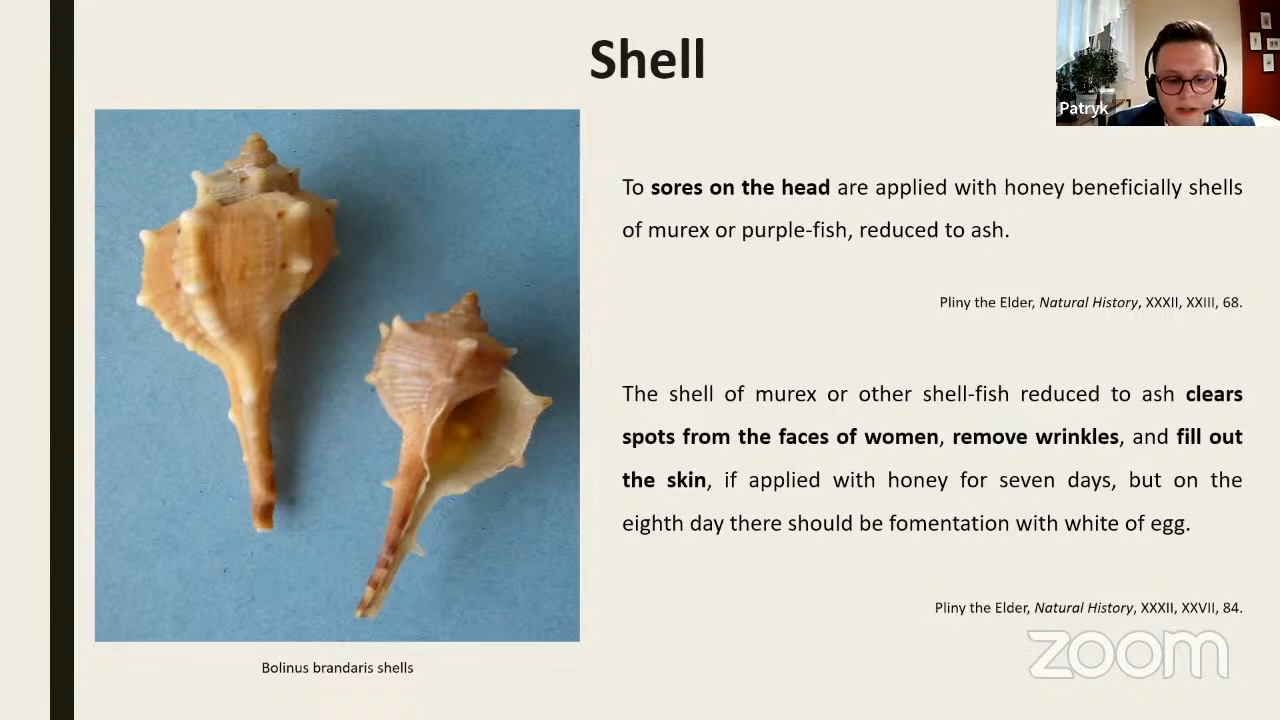 Shell
Patryk
To sores on the head are applied with honey beneficially shells
of murex or purple-fish, reduced to ash.
Pliny the Elder, Natural History, XXXII, XXIII, 68.
The shell of murex or other shell-fish reduced to ash clears
spots from the faces of women, remove wrinkles, and fill out
the skin, if applied with honey for seven days, but on the
eighth day there should be fomentation with white of egg.
Pliny the Elder, Natural History, XXXII, XXVII, 84.
Bolinus brandaris shells
zoom